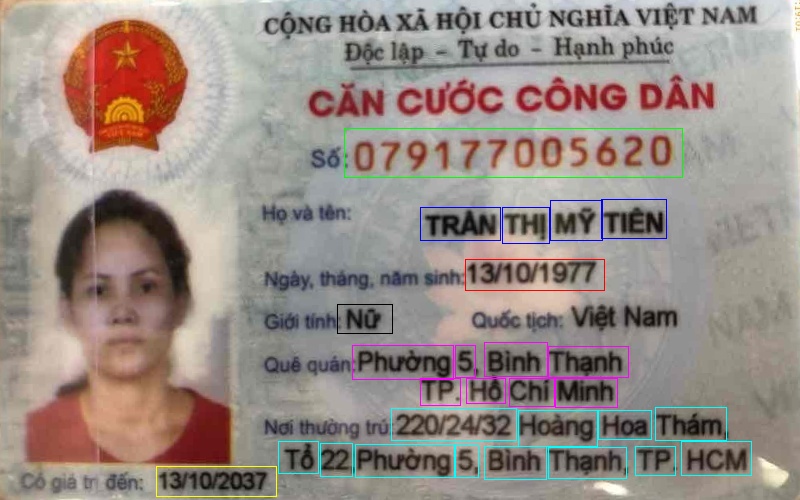 CỘNG HÒA XÃ HỘI CHỦ NGHĨA VIỆT NAM
Độc lập - Tự do - Hạnh phúc
CĂN CƯỚC CÔNG DÂN
Số: 079177005620
Họ và tên:
TRẦN THỊ MỸ TIÊN
Ngày, tháng, năm sinh: 13/10/1977
Giới tính: Nữ Quốc tịch: Việt Nam
Quê quán: Phường 5, Bình Thạnh
TP. Hồ Chí Minh
Nơi thường trú: 220/24/32 Hoàng Hoa Thám,
Tổ 22, Phường 5, Bình Thạnh, TP. HCM
Có giá trị đến: 13/10/2037